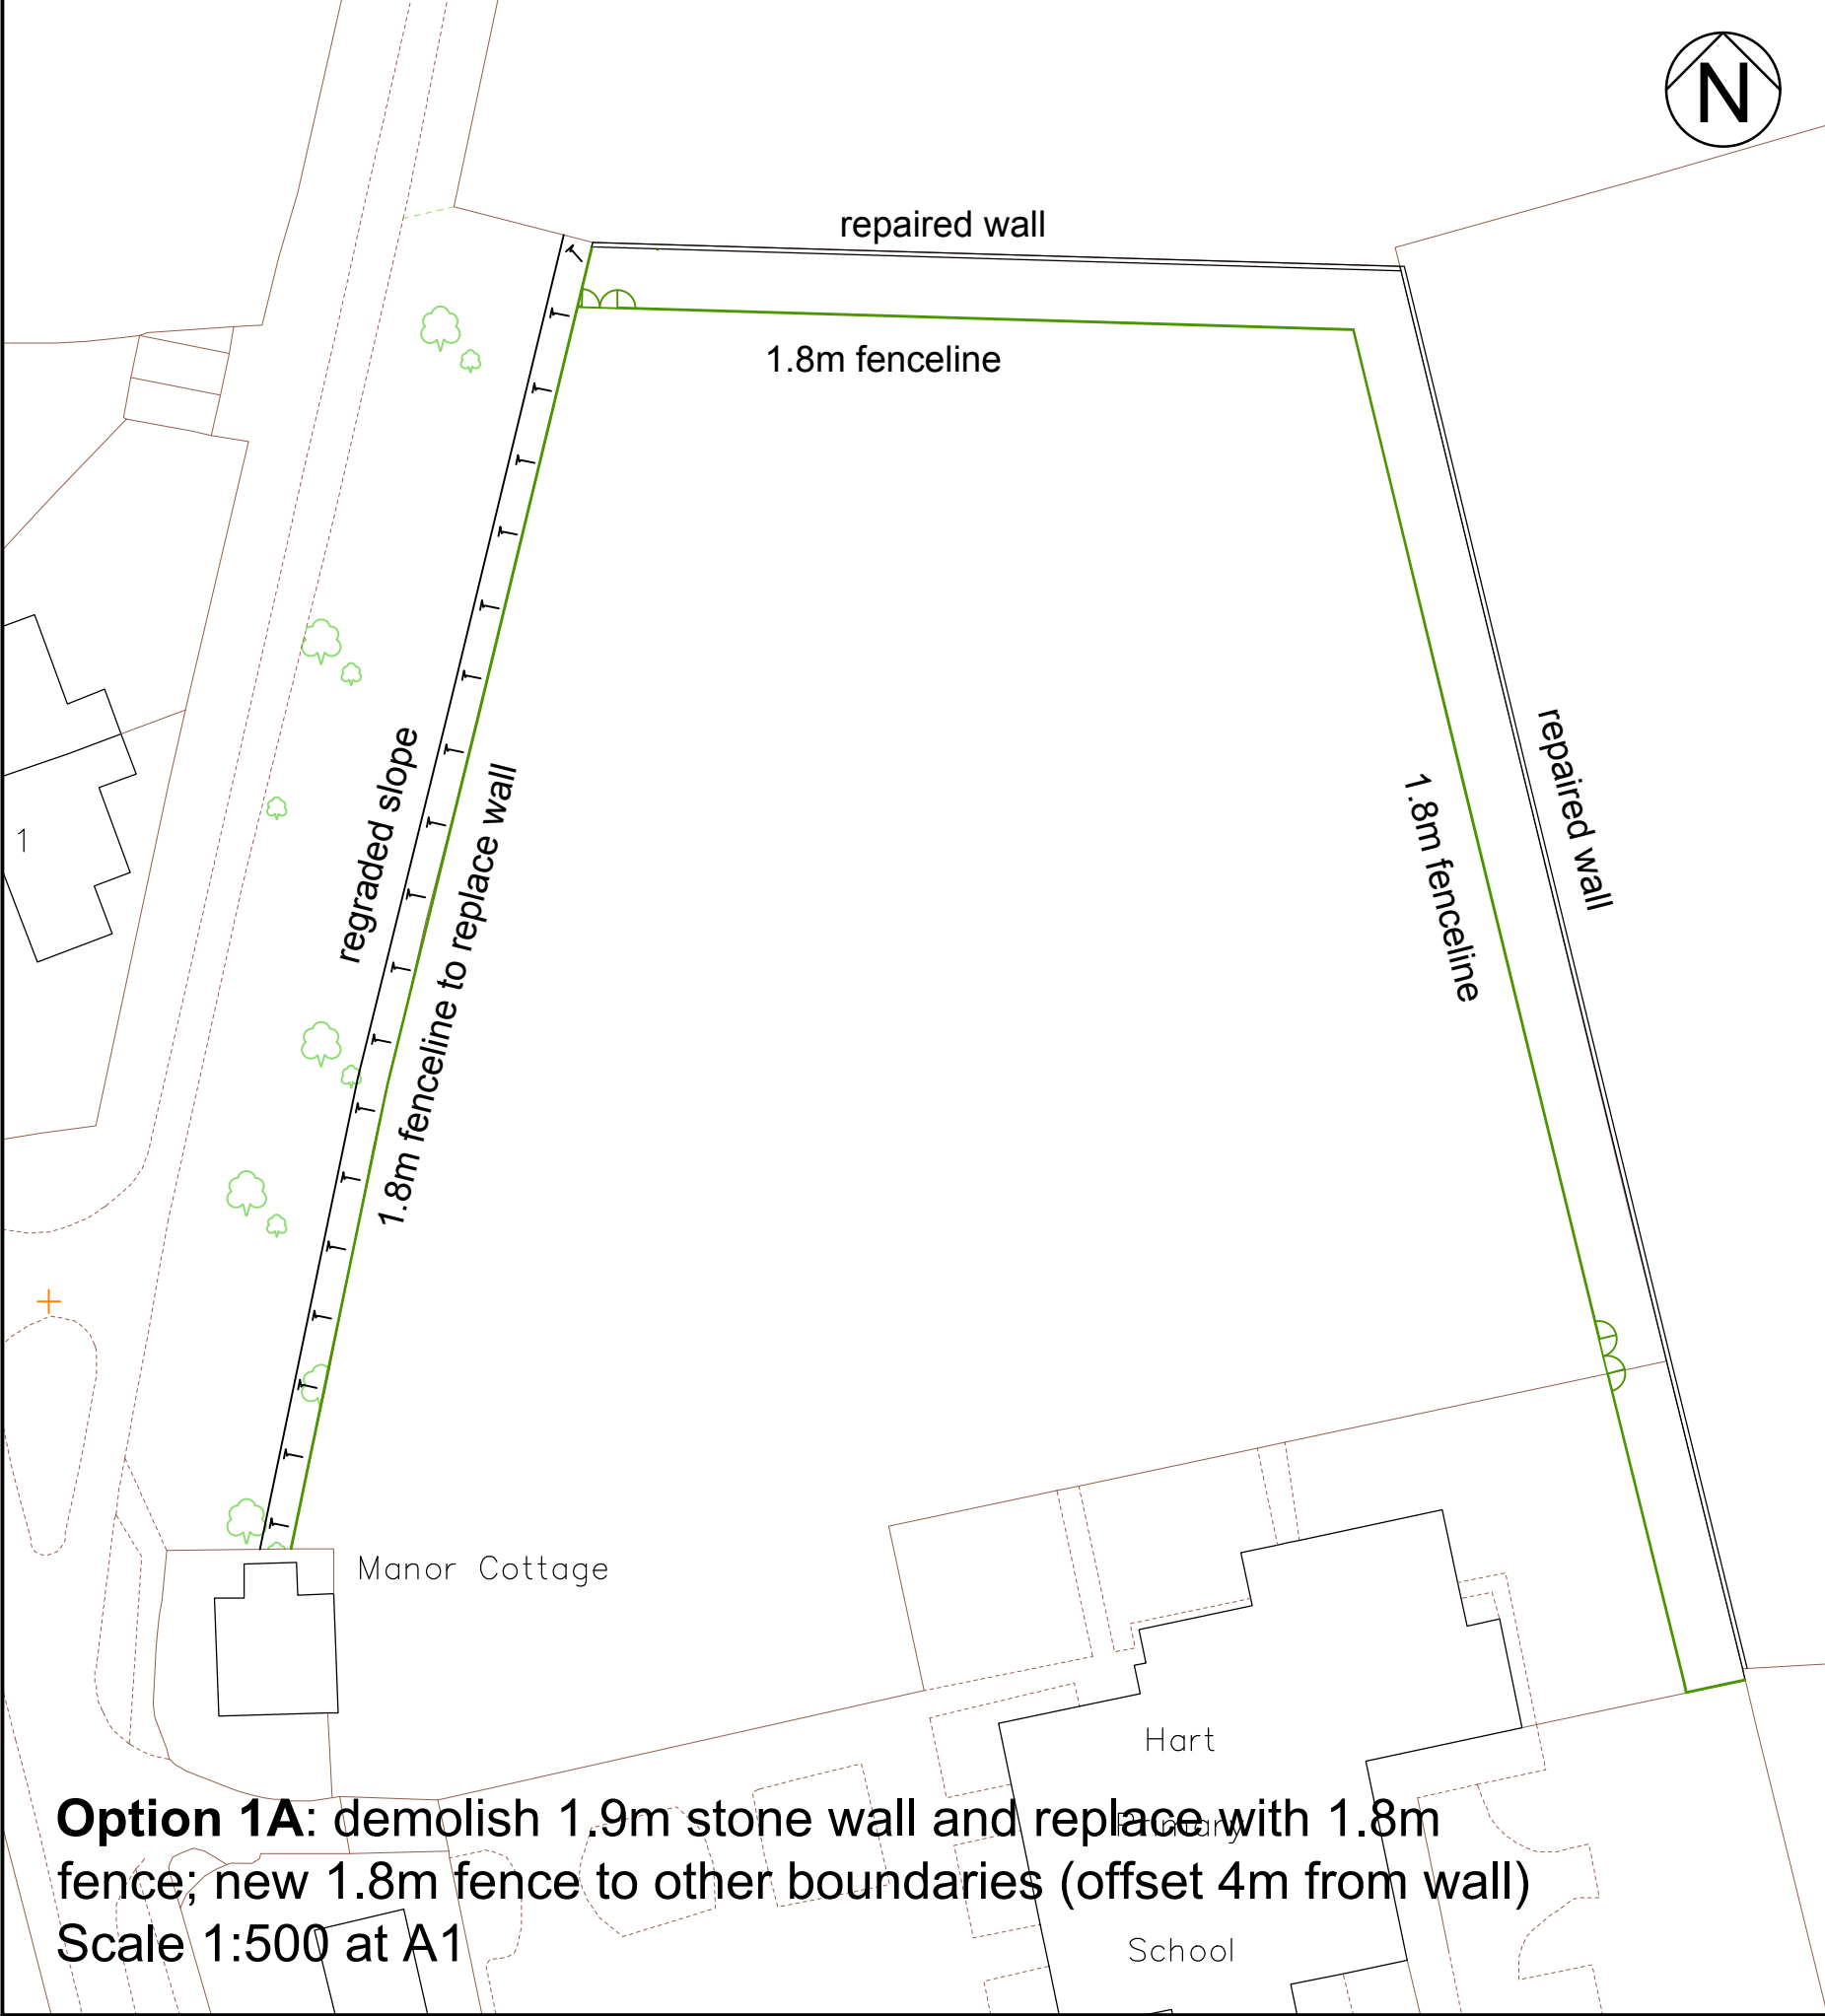 N
repaired wall
1.8m fenceline
regraded slope
1.8m fenceline to replace wall
1.8m fenceline
repaired wall
1
Manor Cottage
Hart
Primary
School
Option 1A: demolish 1.9m stone wall and replace with 1.8m
fence; new 1.8m fence to other boundaries (offset 4m from wall)
Scale 1:500 at A1